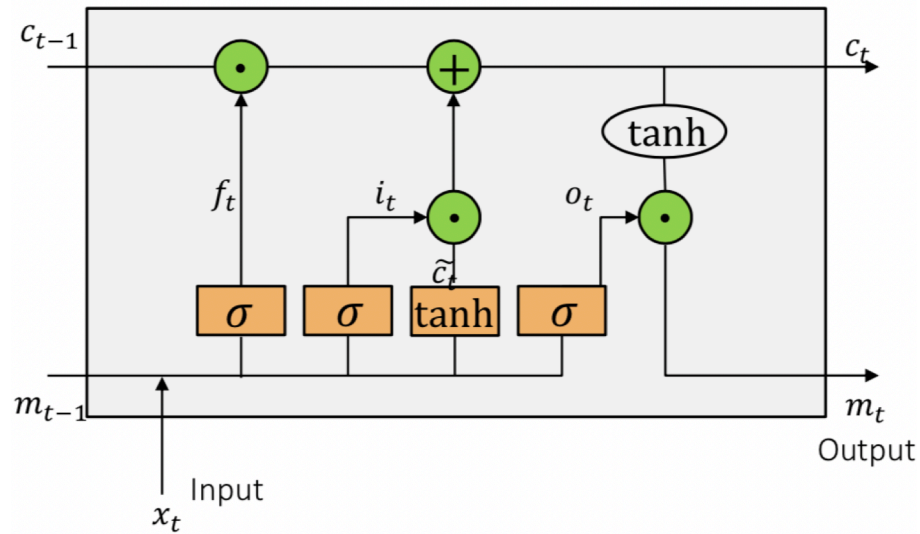 c_{t-1}
c_t
⊙
+
tanh
f_t
i_t
⊙
o_t
⊙
c̃_t
σ
σ
tanh
σ
m_{t-1}
m_t
Output
Input
x_t